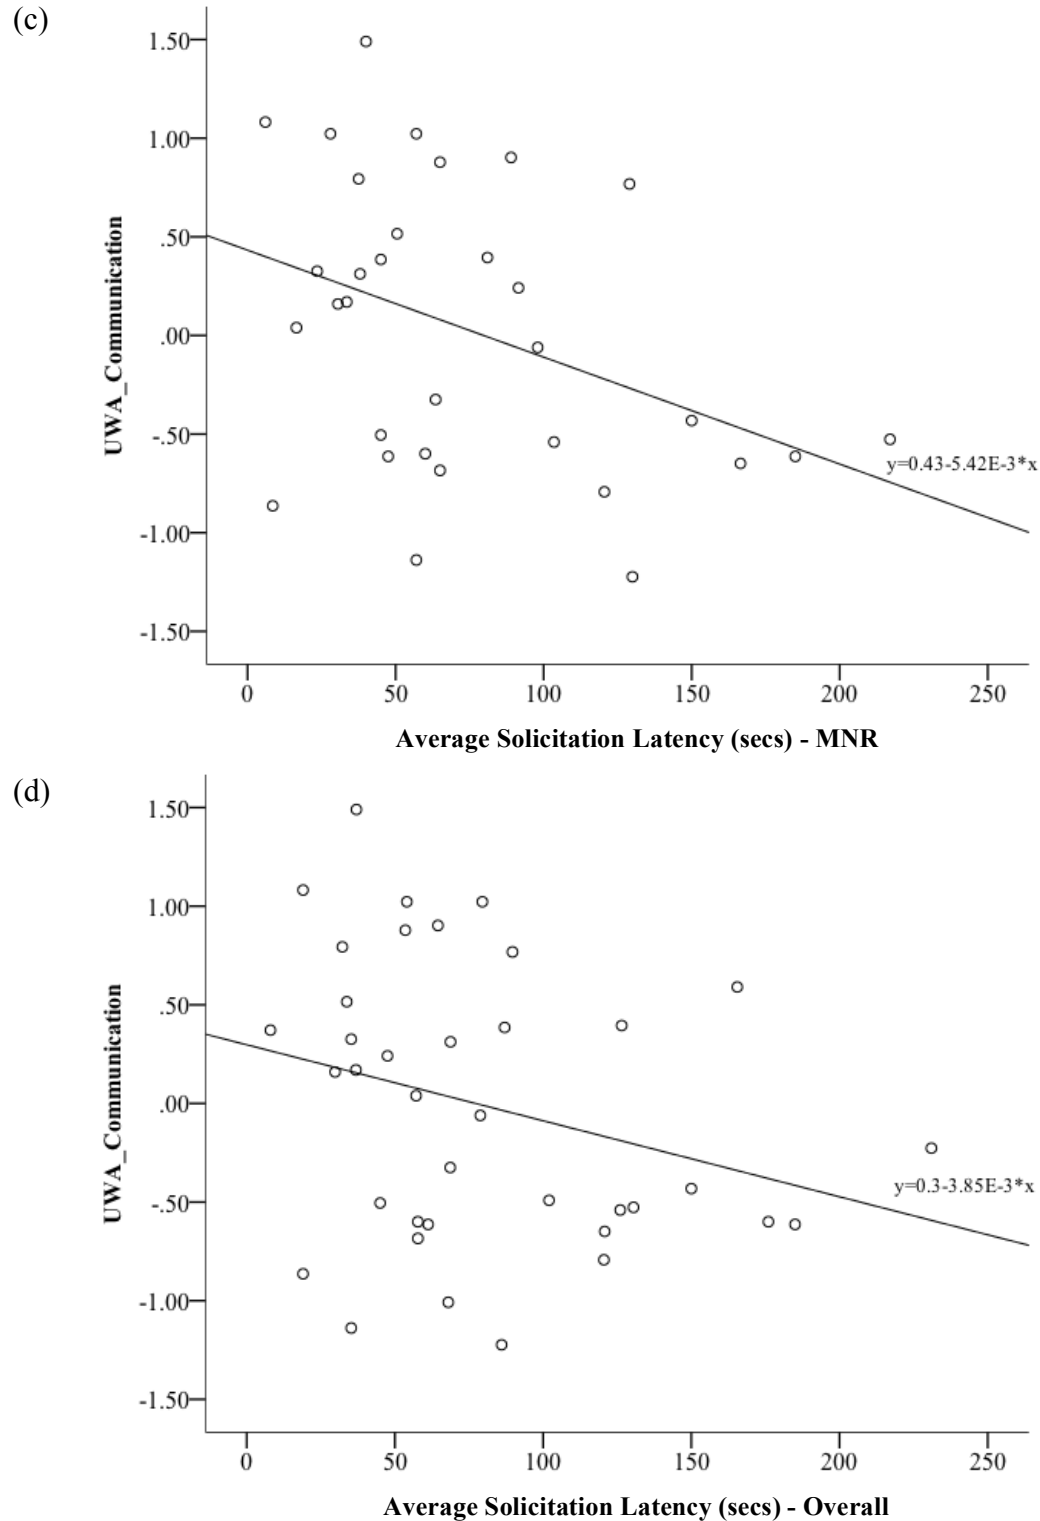 (c)
1.50
1.00
.50
.00
-.50
-1.00
-1.50
UWA_Communication
y=0.43-5.42E-3*x
0 50 100 150 200 250
Average Solicitation Latency (secs) - MNR
(d)
1.50
1.00
.50
.00
-.50
-1.00
-1.50
UWA_Communication
y=0.3-3.85E-3*x
0 50 100 150 200 250
Average Solicitation Latency (secs) - Overall